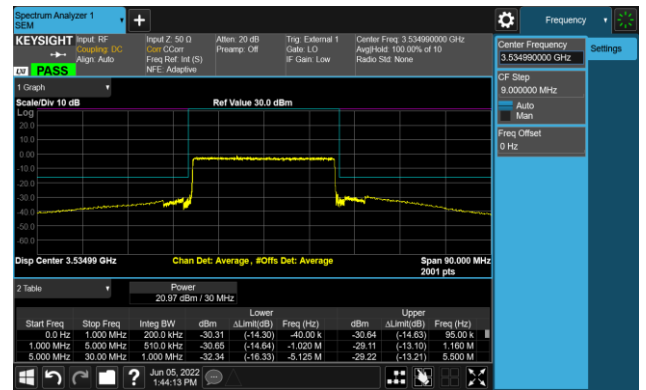 Spectrum Analyzer 1
SEM
Frequency
KEYSIGHT
Input: RF
Coupling: DC
Align: Auto
Input Z: 50 Ω
Corr CCorr
Freq Ref: Int (S)
NFE: Adaptive
Atten: 20 dB
Preamp: Off
Trig: External 1
Gate: LO
IF Gain: Low
Center Freq: 3.534990000 GHz
Avg|Hold: 100.00% of 10
Radio Std: None
LXI PASS
Center Frequency
3.534990000 GHz
Settings
CF Step
9.000000 MHz
Auto
Man
Freq Offset
0 Hz
1 Graph
Scale/Div 10 dB
Ref Value 30.0 dBm
Log
20.0
10.0
0.00
-10.0
-20.0
-30.0
-40.0
-50.0
-60.0
Disp Center 3.53499 GHz
Chan Det: Average, #Offs Det: Average
Span 90.000 MHz
2001 pts
2 Table
Power
20.97 dBm / 30 MHz
Lower Upper
Start Freq Stop Freq Integ BW dBm ΔLimit(dB) Freq (Hz) dBm ΔLimit(dB) Freq (Hz)
0.0 Hz 1.000 MHz 200.0 kHz -30.31 (-14.30) -40.00 k -30.64 (-14.63) 95.00 k
1.000 MHz 5.000 MHz 510.0 kHz -30.65 (-14.64) -1.020 M -29.11 (-13.10) 1.160 M
5.000 MHz 30.00 MHz 1.000 MHz -32.34 (-16.33) -5.125 M -29.22 (-13.21) 5.500 M
Jun 05, 2022
1:44:13 PM